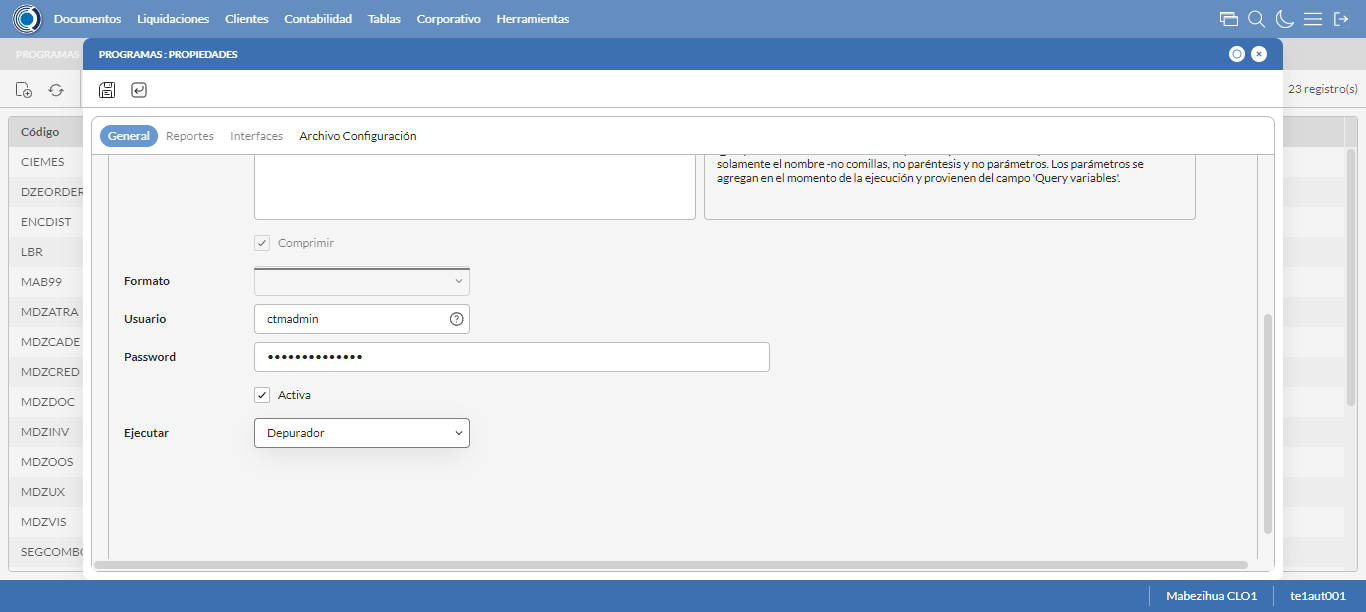 Documentos Liquidaciones Clientes Contabilidad Tablas Corporativo Herramientas
PROGRAMAS
PROGRAMAS : PROPIEDADES
23 registro(s)
General Reportes Interfaces Archivo Configuración
Código
CIEMES
DZEORDER
ENCDIST
LBR
MAB99
MDZATRA
MDZCADE
MDZCRED
MDZDOC
MDZINV
MDZOOS
MDZUX
MDZVIS
SEGCOMBO
solamente el nombre -no comillas, no paréntesis y no parámetros. Los parámetros se
agregan en el momento de la ejecución y provienen del campo 'Query variables'.
Comprimir
Formato
Usuario ctmadmin
Password ••••••••••••••
Activa
Ejecutar Depurador
Mabezihua CLO1 te1aut001